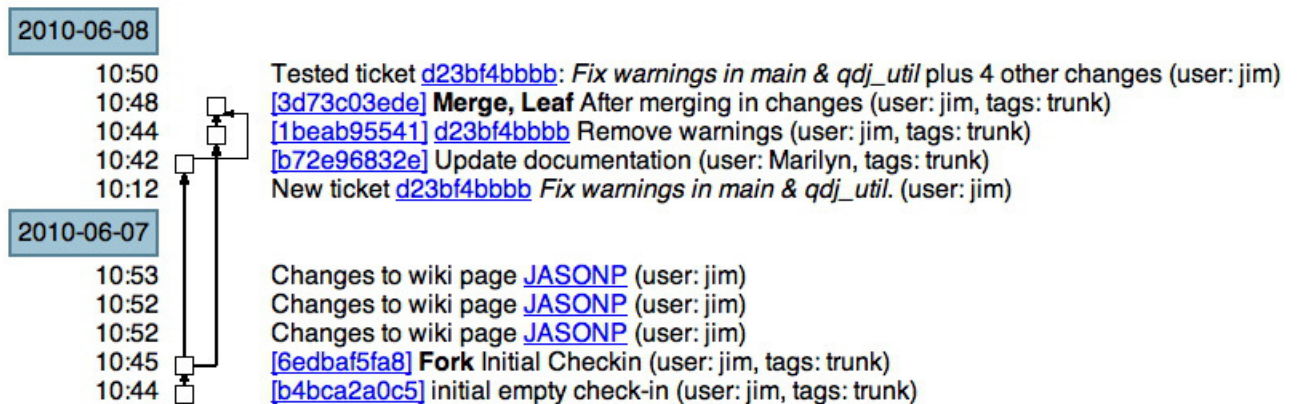 2010-06-08
10:50 Tested ticket d23bf4bbbb: Fix warnings in main & qdj_util plus 4 other changes (user: jim)
10:48 [3d73c03ede] Merge, Leaf After merging in changes (user: jim, tags: trunk)
10:44 [1beab95541] d23bf4bbbb Remove warnings (user: jim, tags: trunk)
10:42 [b72e96832e] Update documentation (user: Marilyn, tags: trunk)
10:12 New ticket d23bf4bbbb Fix warnings in main & qdj_util. (user: jim)
2010-06-07
10:53 Changes to wiki page JASONP (user: jim)
10:52 Changes to wiki page JASONP (user: jim)
10:52 Changes to wiki page JASONP (user: jim)
10:45 [6edbaf5fa8] Fork Initial Checkin (user: jim, tags: trunk)
10:44 [b4bca2a0c5] initial empty check-in (user: jim, tags: trunk)